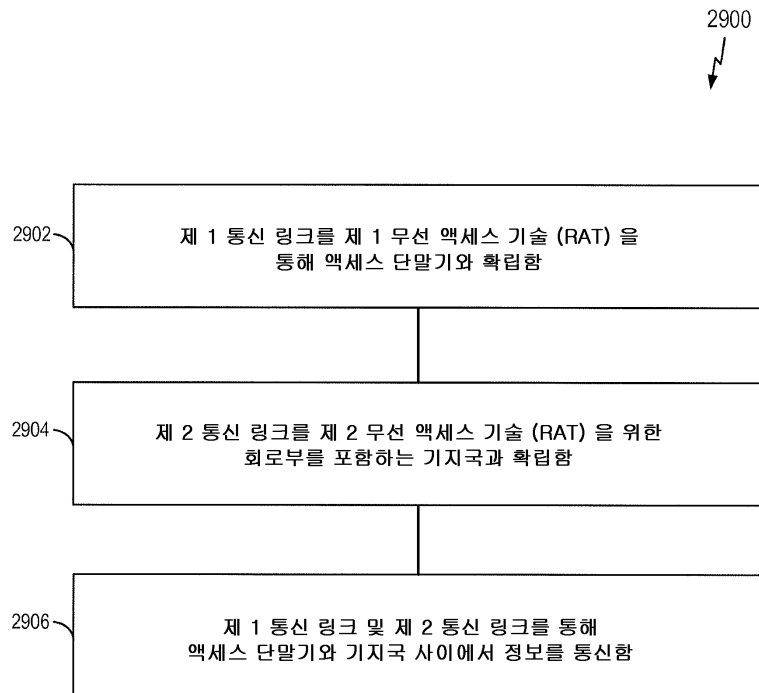 2900
2902
제 1 통신 링크를 제 1 무선 액세스 기술 (RAT) 을
통해 액세스 단말기와 확립함
2904
제 2 통신 링크를 제 2 무선 액세스 기술 (RAT) 을 위한
회로부를 포함하는 기지국과 확립함
2906
제 1 통신 링크 및 제 2 통신 링크를 통해
액세스 단말기와 기지국 사이에서 정보를 통신함